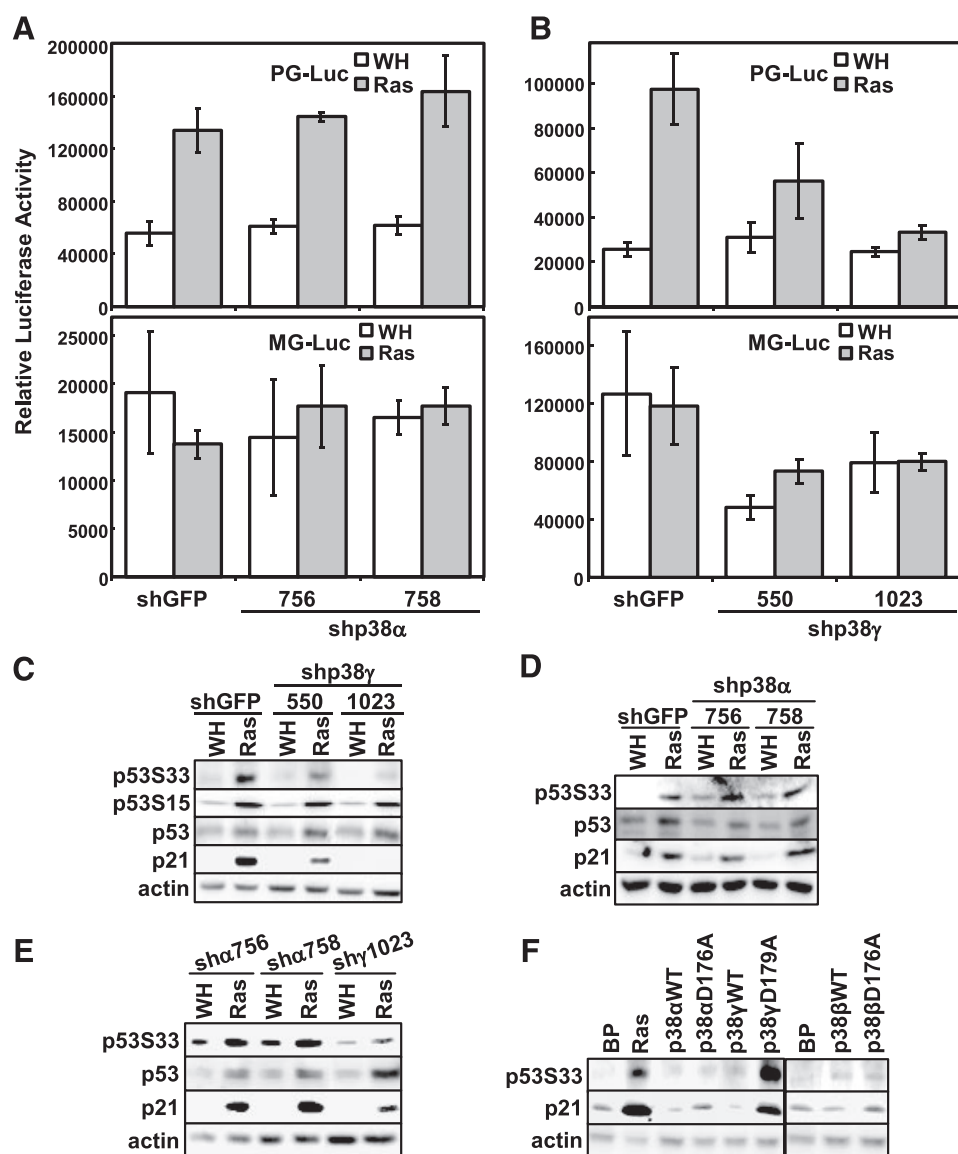 A
Relative Luciferase Activity
200000
160000
120000
80000
40000
0
PG-Luc
WH
Ras
25000
20000
15000
10000
5000
0
MG-Luc
WH
Ras
shGFP 756 758
shp38α
B
100000
80000
60000
40000
20000
0
PG-Luc
WH
Ras
160000
120000
80000
40000
0
MG-Luc
WH
Ras
shGFP 550 1023
shp38γ
C
shp38γ
shGFP 550 1023
WH Ras WH Ras WH Ras
p53S33
p53S15
p53
p21
actin
D
shp38α
shGFP 756 758
WH Ras WH Ras WH Ras
p53S33
p53
p21
actin
E
shα756 shα758 shγ1023
WH Ras WH Ras WH Ras
p53S33
p53
p21
actin
F
BP Ras p38αWT p38αD176A p38γWT p38γD179A BP p38βWT p38βD176A
p53S33
p21
actin